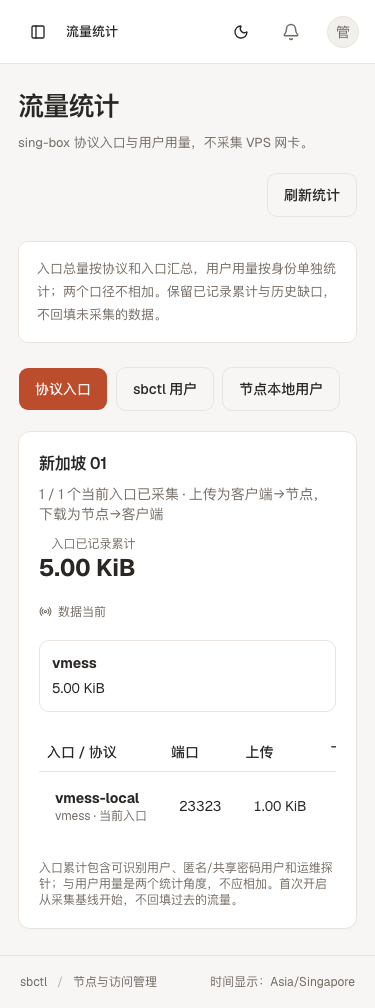 流量统计
管
流量统计
sing-box 协议入口与用户用量，不采集 VPS 网卡。
刷新统计
入口总量按协议和入口汇总，用户用量按身份单独统
计；两个口径不相加。保留已记录累计与历史缺口，
不回填未采集的数据。
协议入口
sbctl 用户
节点本地用户
新加坡 01
1 / 1 个当前入口已采集 · 上传为客户端→节点，
下载为节点→客户端
入口已记录累计
5.00 KiB
数据当前
vmess
5.00 KiB
入口 / 协议 端口 上传
vmess-local
vmess · 当前入口
23323 1.00 KiB
入口累计包含可识别用户、匿名/共享密码用户和运维探
针；与用户用量是两个统计角度，不应相加。首次开启
从采集基线开始，不回填过去的流量。
sbctl / 节点与访问管理 时间显示：Asia/Singapore